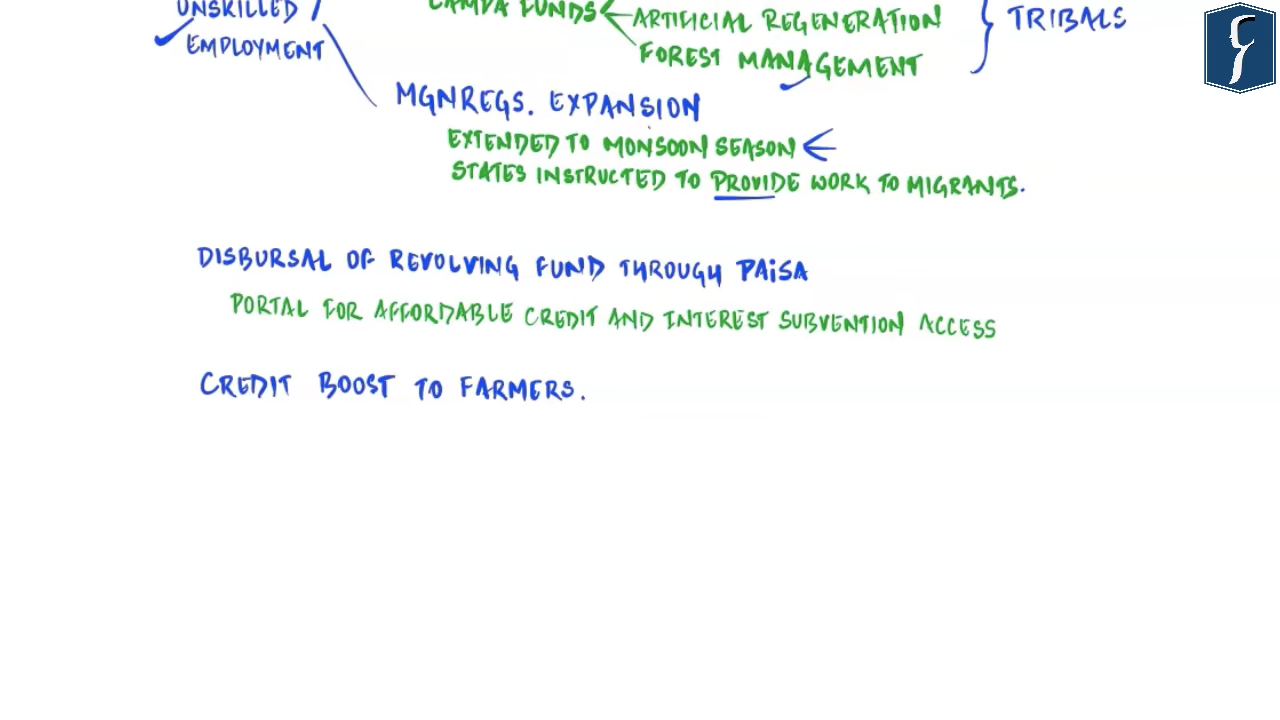 UNSKILLED
EMPLOYMENT
CAMPA FUNDS
ARTIFICIAL REGENERATION
FOREST MANAGEMENT
TRIBALS
MGNREGS. EXPANSION
EXTENDED TO MONSOON SEASON
STATES INSTRUCTED TO PROVIDE WORK TO MIGRANTS.
DISBURSAL OF REVOLVING FUND THROUGH PAiSA
PORTAL FOR AFFORDABLE CREDIT AND INTEREST SUBVENTION ACCESS
CREDIT BOOST TO FARMERS.